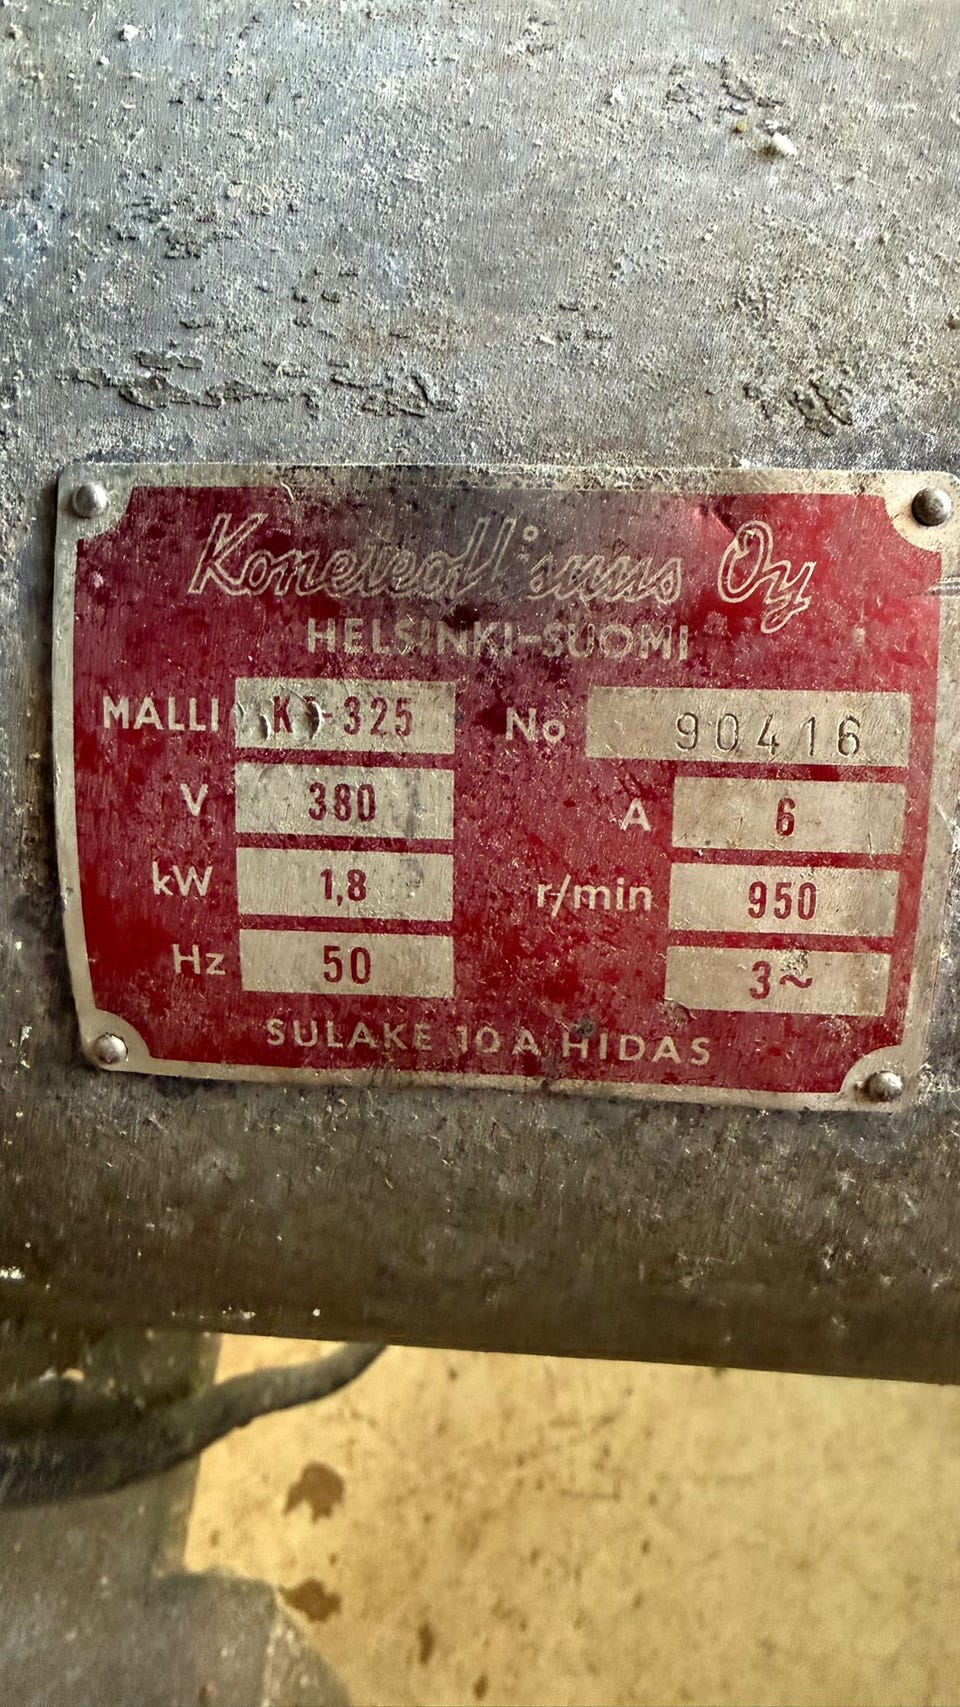 Koneteollisuus Oy
HELSINKI-SUOMI
MALLI -325 No 90416
V 380 A 6
kW 1,8 r/min 950
Hz 50 3~
SULAKE 10 A HIDAS